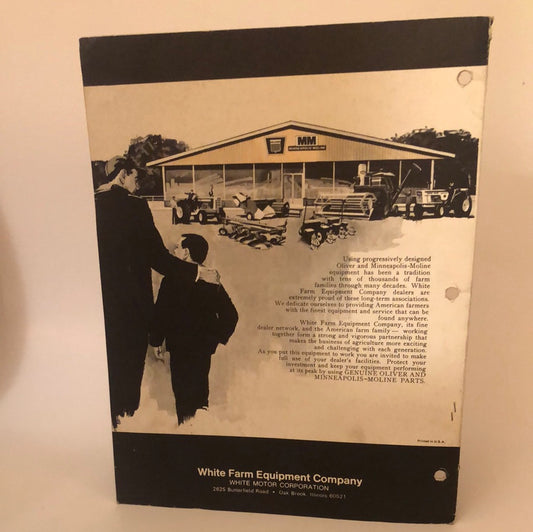 MM
MINNEAPOLIS-MOLINE
Using progressively designed
Oliver and Minneapolis-Moline
equipment has been a tradition
with tens of thousands of farm
families through many decades. White
Farm Equipment Company dealers are
extremely proud of these long-term associations.
We dedicate ourselves to providing American farmers
with the finest equipment and service that can be
found anywhere.
White Farm Equipment Company, its fine
dealer network, and the American farm family — working
together form a strong and vigorous partnership that
makes the business of agriculture more exciting
and challenging with each generation.
As you put this equipment to work you are invited to make
full use of your dealer's facilities. Protect your
investment and keep your equipment performing
at its peak by using GENUINE OLIVER AND
MINNEAPOLIS-MOLINE PARTS.
Printed in U.S.A.
White Farm Equipment Company
WHITE MOTOR CORPORATION
2625 Butterfield Road • Oak Brook, Illinois 60521